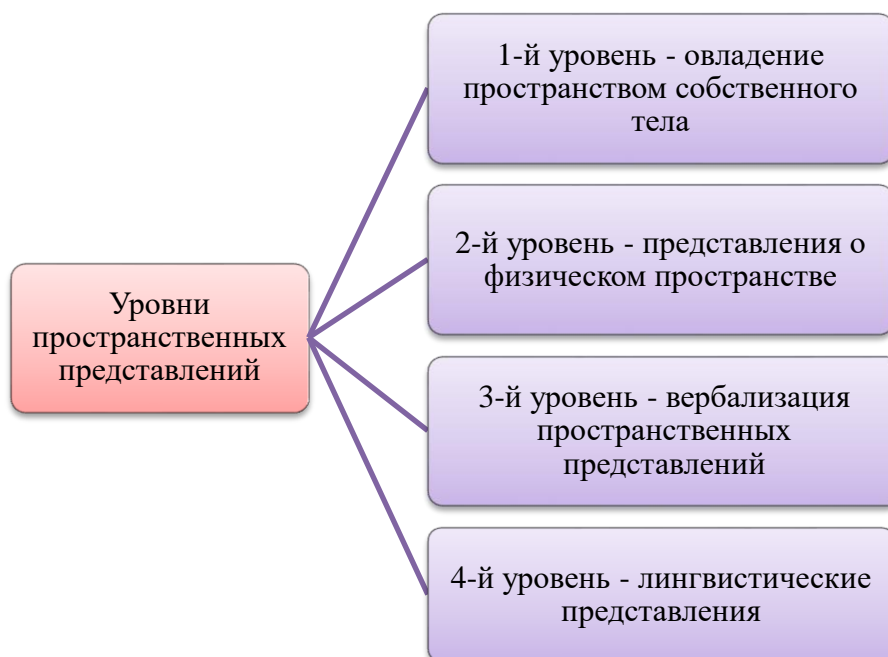 1-й уровень - овладение
пространством собственного
тела
2-й уровень - представления о
физическом пространстве
Уровни
пространственных
представлений
3-й уровень - вербализация
пространственных
представлений
4-й уровень - лингвистические
представления